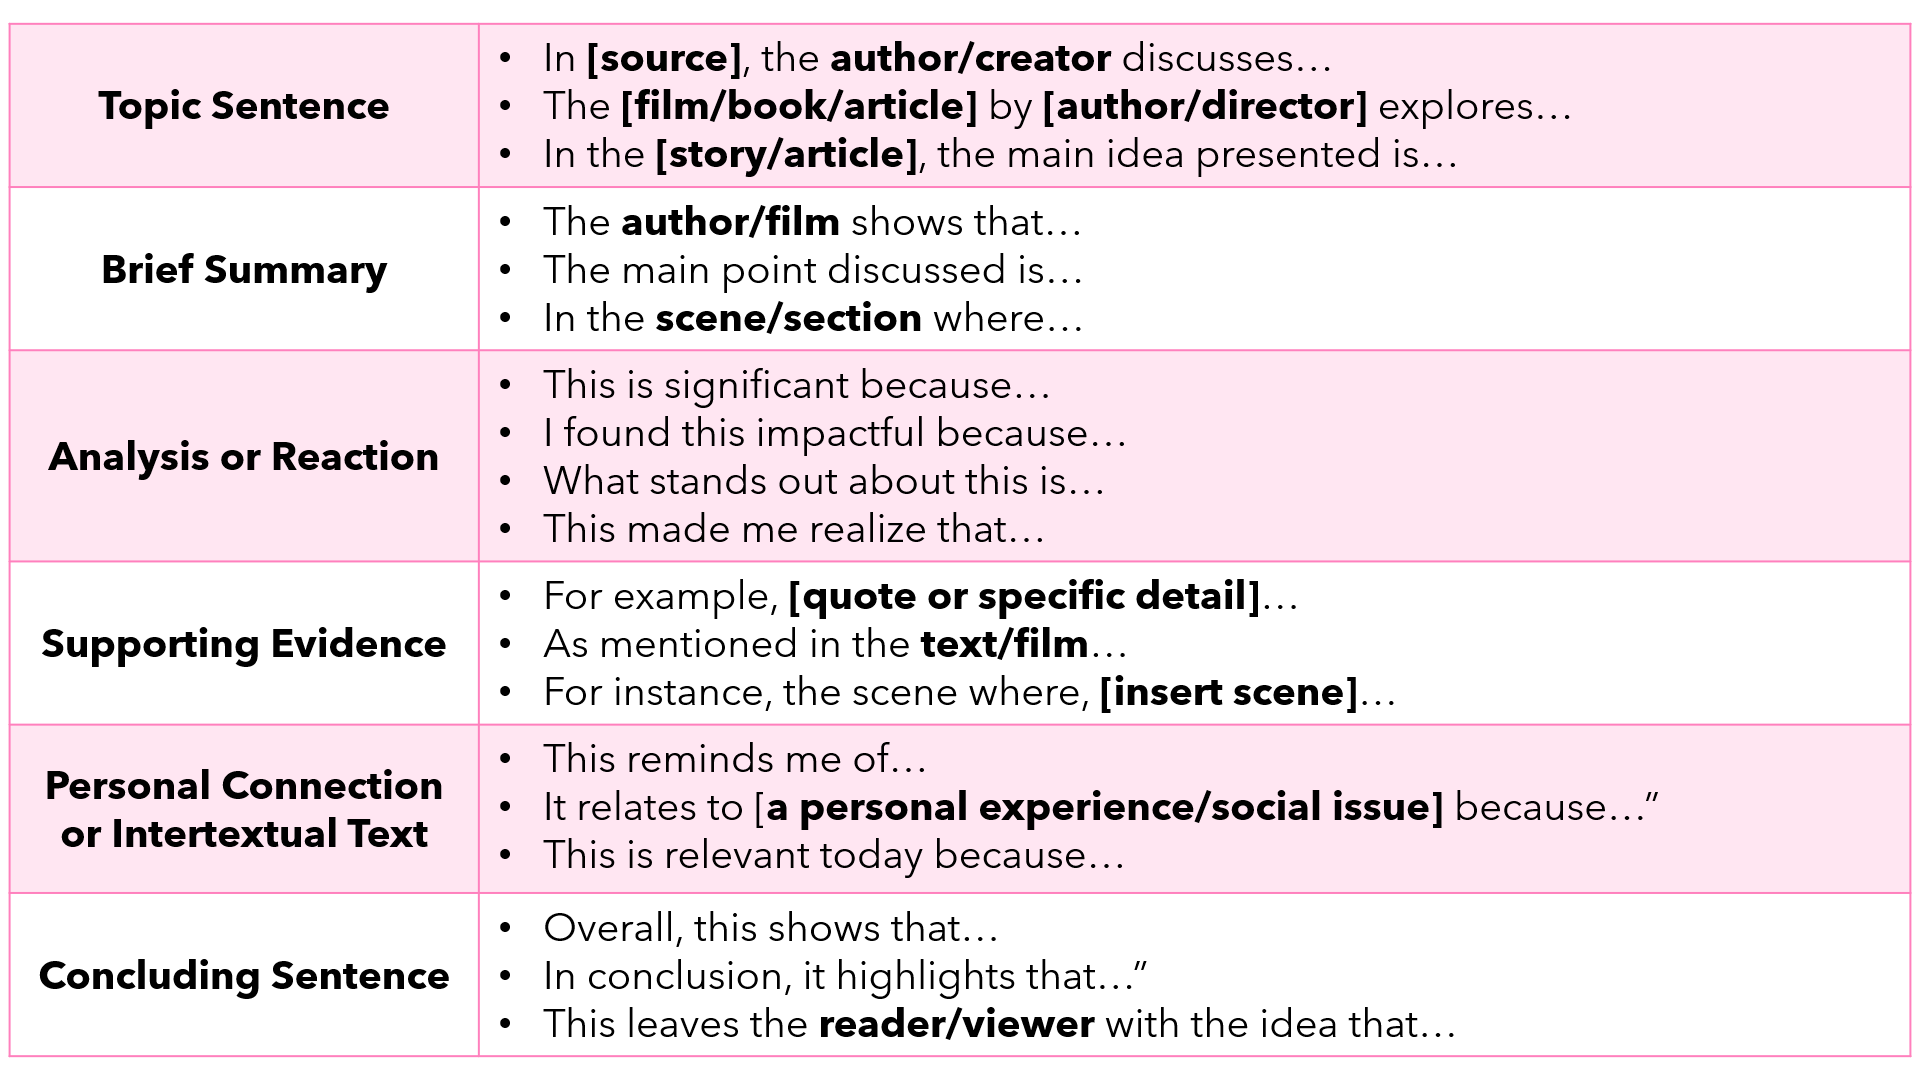 Topic Sentence
• In [source], the author/creator discusses…
• The [film/book/article] by [author/director] explores…
• In the [story/article], the main idea presented is…
Brief Summary
• The author/film shows that…
• The main point discussed is…
• In the scene/section where…
Analysis or Reaction
• This is significant because…
• I found this impactful because…
• What stands out about this is…
• This made me realize that…
Supporting Evidence
• For example, [quote or specific detail]…
• As mentioned in the text/film…
• For instance, the scene where, [insert scene]…
Personal Connection
or Intertextual Text
• This reminds me of…
• It relates to [a personal experience/social issue] because…”
• This is relevant today because…
Concluding Sentence
• Overall, this shows that…
• In conclusion, it highlights that…”
• This leaves the reader/viewer with the idea that…